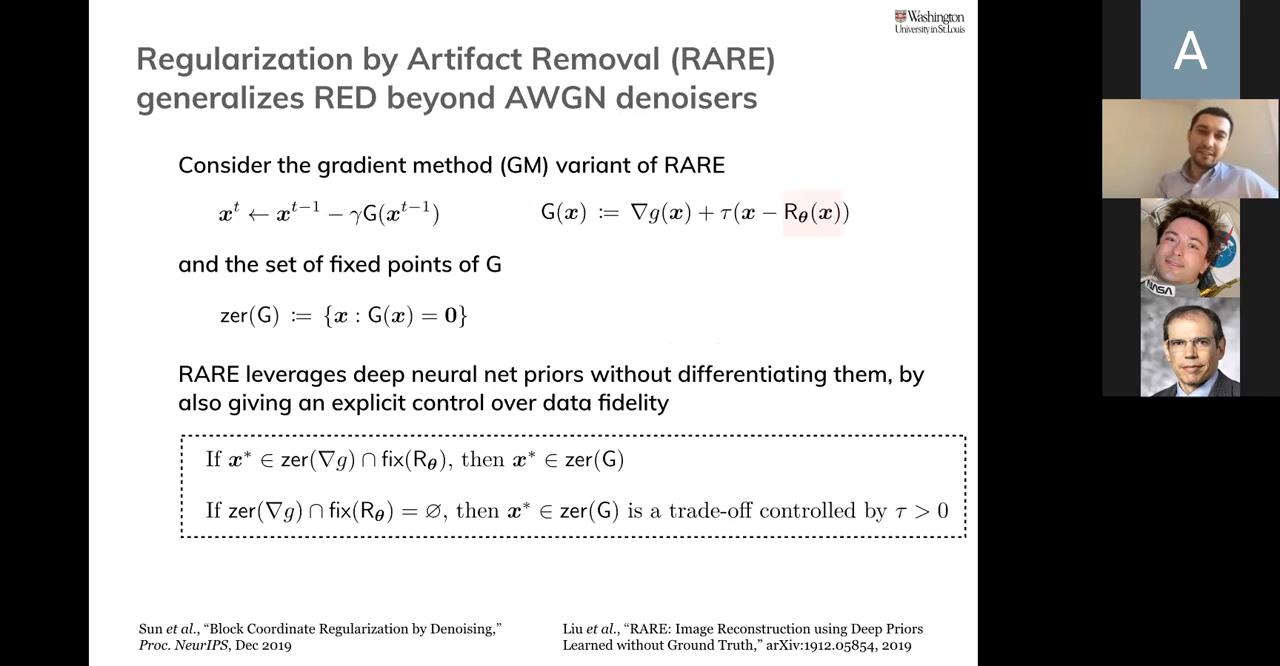 Washington
University in St. Louis
Regularization by Artifact Removal (RARE)
generalizes RED beyond AWGN denoisers
Consider the gradient method (GM) variant of RARE
𝒙ᵗ ← 𝒙ᵗ⁻¹ − γG(𝒙ᵗ⁻¹)    G(𝒙) := ∇g(𝒙) + τ(𝒙 − R_θ(𝒙))
and the set of fixed points of G
zer(G) := {𝒙 : G(𝒙) = 𝟎}
RARE leverages deep neural net priors without differentiating them, by
also giving an explicit control over data fidelity
If 𝒙* ∈ zer(∇g) ∩ fix(R_θ), then 𝒙* ∈ zer(G)
If zer(∇g) ∩ fix(R_θ) = ∅, then 𝒙* ∈ zer(G) is a trade-off controlled by τ > 0
Sun et al., “Block Coordinate Regularization by Denoising,”
Proc. NeurIPS, Dec 2019
Liu et al., “RARE: Image Reconstruction using Deep Priors
Learned without Ground Truth,” arXiv:1912.05854, 2019
A
NASA